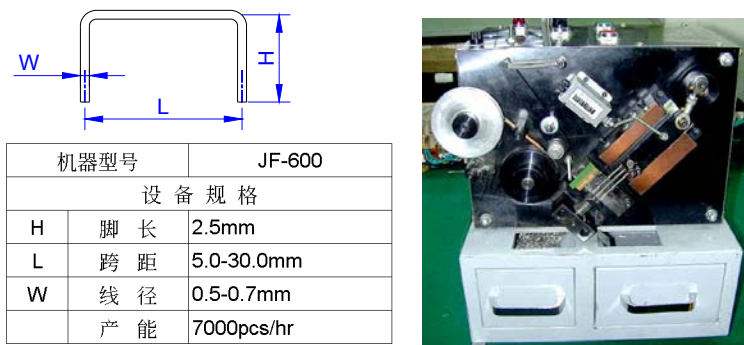 W
H
L
机器型号 JF-600
设备规格
H 脚长 2.5mm
L 跨距 5.0-30.0mm
W 线径 0.5-0.7mm
产能 7000pcs/hr